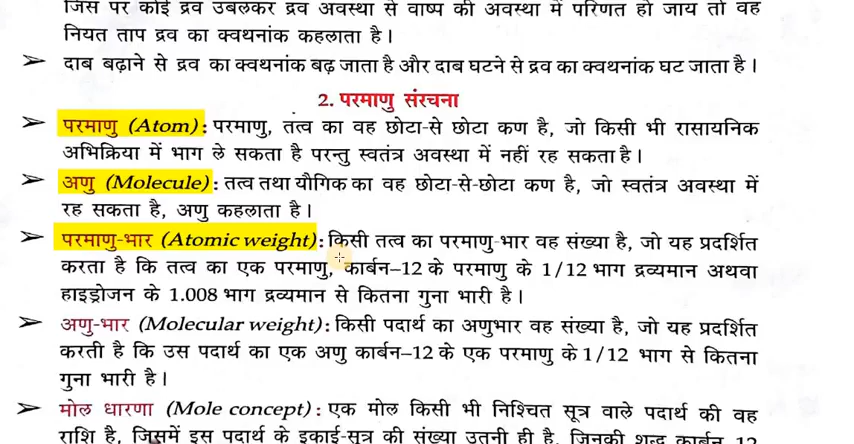 जिस पर कोई द्रव उबलकर द्रव अवस्था से वाष्प की अवस्था में परिणत हो जाय तो वह
नियत ताप द्रव का क्वथनांक कहलाता है।
➢ दाब बढ़ाने से द्रव का क्वथनांक बढ़ जाता है और दाब घटने से द्रव का क्वथनांक घट जाता है।
2. परमाणु संरचना
➢ परमाणु (Atom) : परमाणु, तत्व का वह छोटा-से छोटा कण है, जो किसी भी रासायनिक
अभिक्रिया में भाग ले सकता है परन्तु स्वतंत्र अवस्था में नहीं रह सकता है।
➢ अणु (Molecule) : तत्व तथा यौगिक का वह छोटा-से-छोटा कण है, जो स्वतंत्र अवस्था में
रह सकता है, अणु कहलाता है।
➢ परमाणु-भार (Atomic weight) : किसी तत्व का परमाणु-भार वह संख्या है, जो यह प्रदर्शित
करता है कि तत्व का एक परमाणु, कार्बन–12 के परमाणु के 1/12 भाग द्रव्यमान अथवा
हाइड्रोजन के 1.008 भाग द्रव्यमान से कितना गुना भारी है।
➢ अणु-भार (Molecular weight) : किसी पदार्थ का अणुभार वह संख्या है, जो यह प्रदर्शित
करती है कि उस पदार्थ का एक अणु कार्बन–12 के एक परमाणु के 1/12 भाग से कितना
गुना भारी है।
➢ मोल धारणा (Mole concept) : एक मोल किसी भी निश्चित सूत्र वाले पदार्थ की वह
राशि है, जिसमें इस पदार्थ के इकाई-सूत्र की संख्या उतनी ही है, जिनकी शुद्ध कार्बन–12